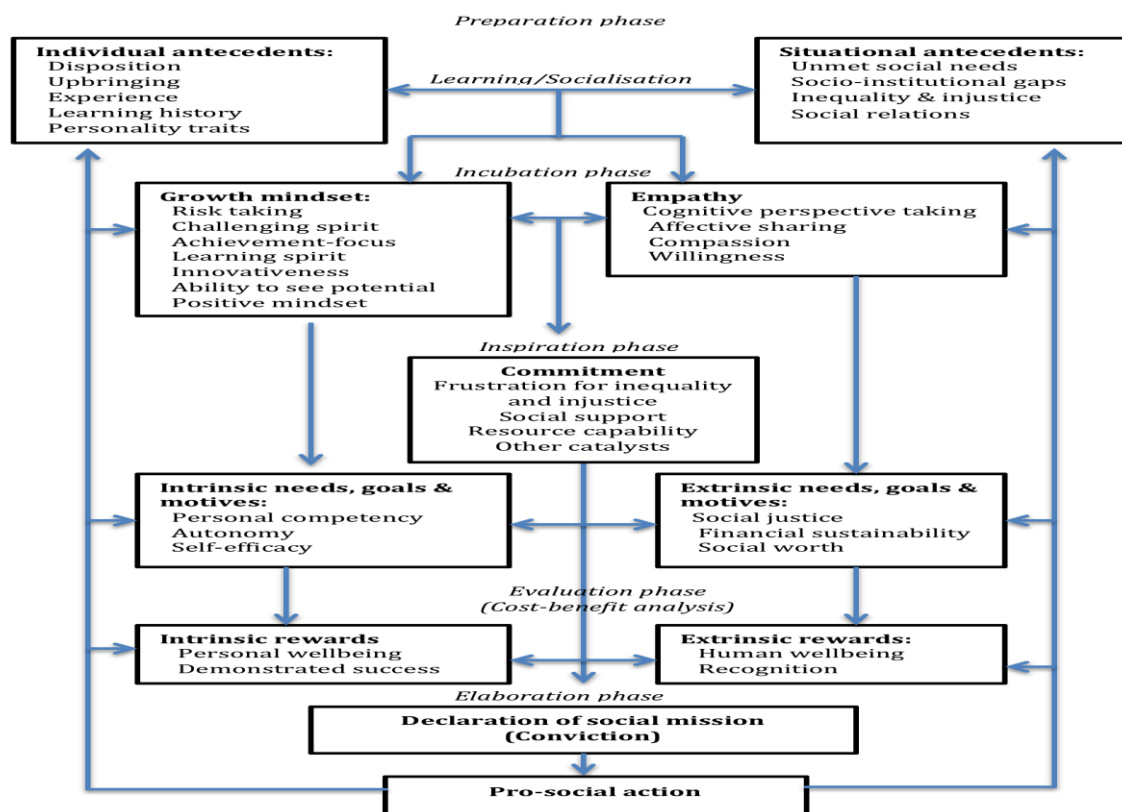 Preparation phase
Individual antecedents:
Disposition
Upbringing
Experience
Learning history
Personality traits
Situational antecedents:
Unmet social needs
Socio-institutional gaps
Inequality & injustice
Social relations
Learning/Socialisation
Incubation phase
Growth mindset:
Risk taking
Challenging spirit
Achievement-focus
Learning spirit
Innovativeness
Ability to see potential
Positive mindset
Empathy
Cognitive perspective taking
Affective sharing
Compassion
Willingness
Inspiration phase
Commitment
Frustration for inequality
and injustice
Social support
Resource capability
Other catalysts
Intrinsic needs, goals &
motives:
Personal competency
Autonomy
Self-efficacy
Extrinsic needs, goals &
motives:
Social justice
Financial sustainability
Social worth
Evaluation phase
(Cost-benefit analysis)
Intrinsic rewards
Personal wellbeing
Demonstrated success
Extrinsic rewards:
Human wellbeing
Recognition
Elaboration phase
Declaration of social mission
(Conviction)
Pro-social action